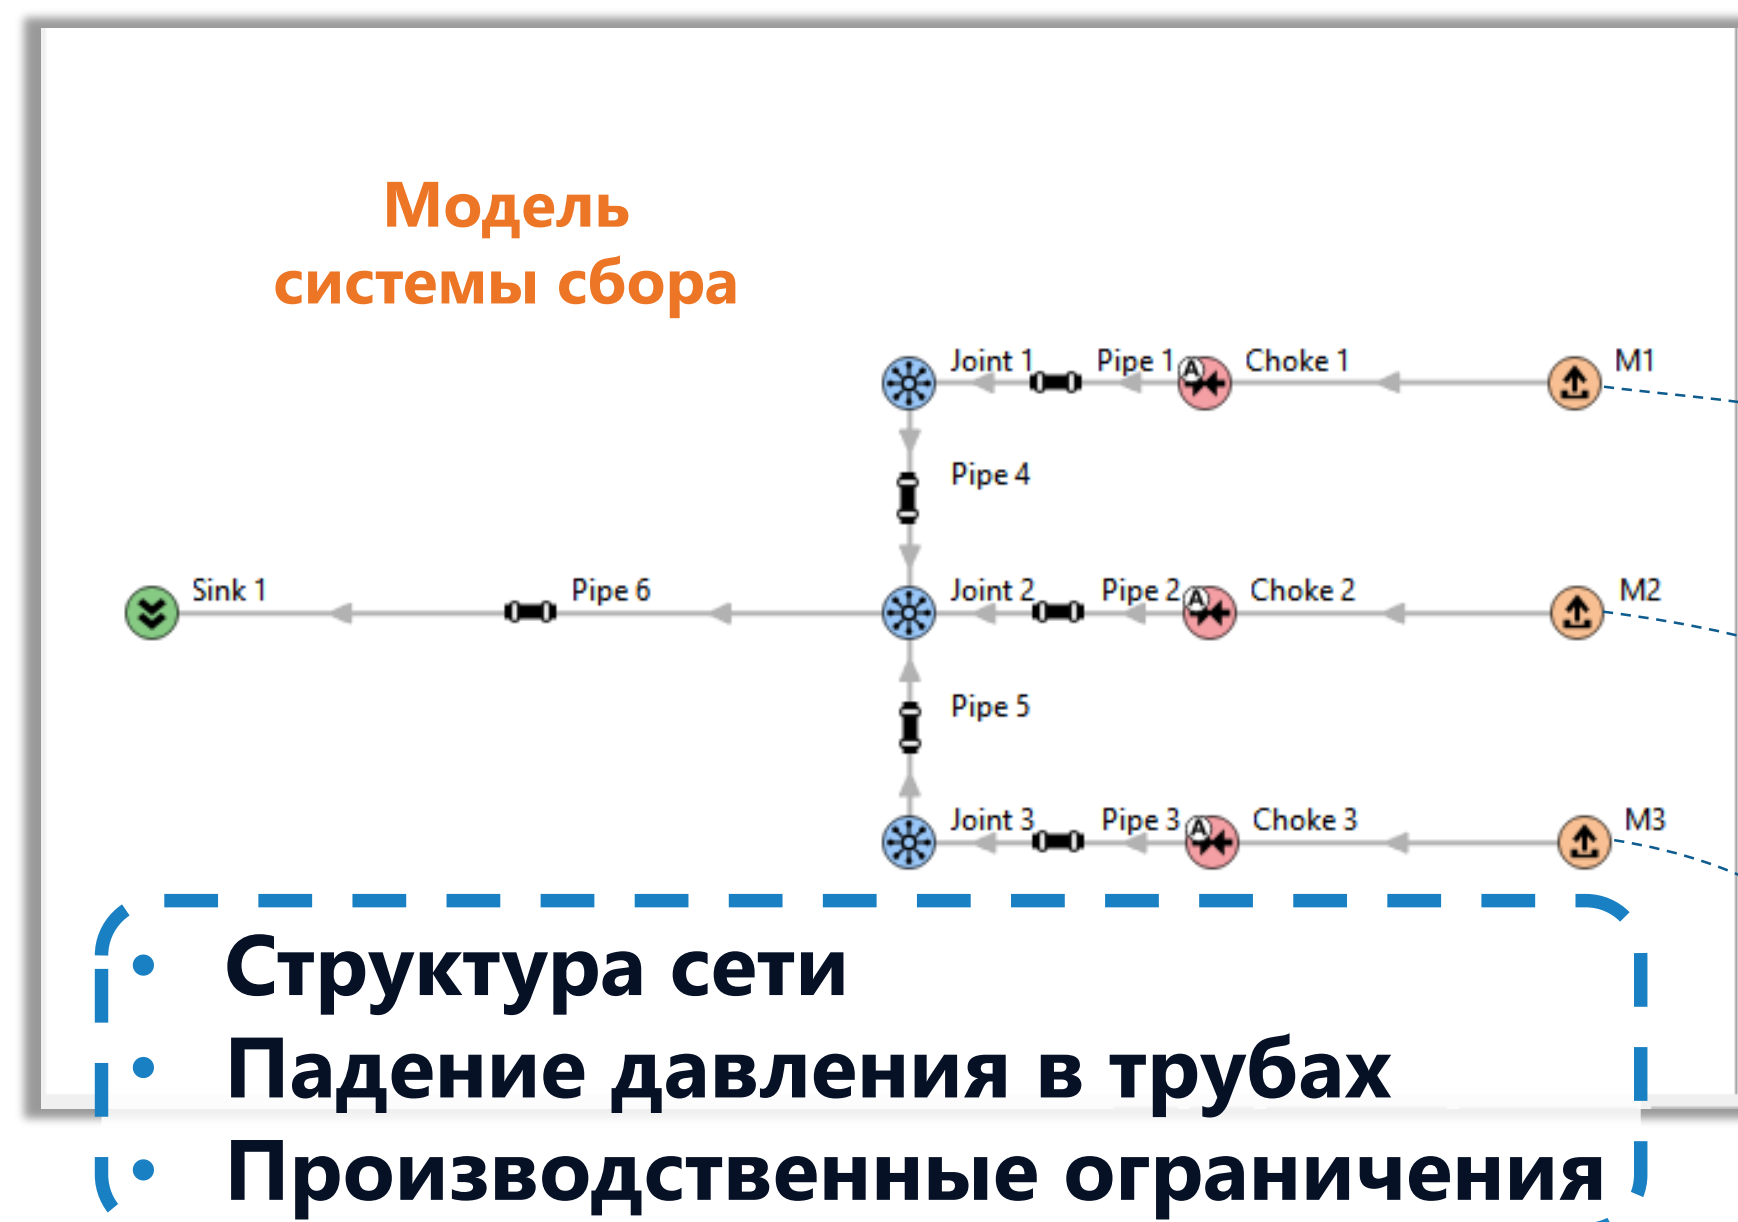 Модель
системы сбора
Joint 1
Pipe 1
A
Choke 1
M1
Pipe 4
Sink 1
Pipe 6
Joint 2
Pipe 2
A
Choke 2
M2
Pipe 5
Joint 3
Pipe 3
A
Choke 3
M3
• Структура сети
• Падение давления в трубах
• Производственные ограничения